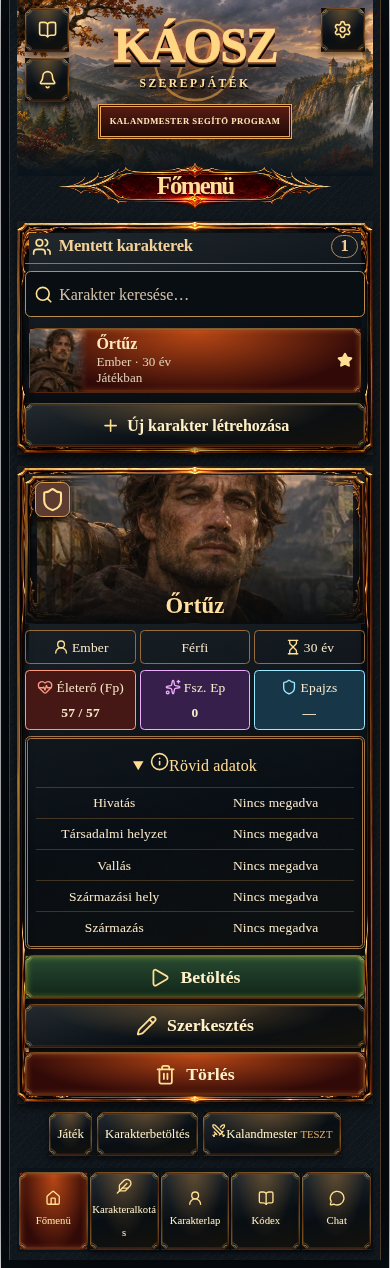 KÁOSZ
SZEREPJÁTÉK
KALANDMESTER SEGÍTŐ PROGRAM
Főmenü
Mentett karakterek 1
Karakter keresése…
Őrtűz
Ember · 30 év
Játékban
Új karakter létrehozása
Őrtűz
Ember Férfi 30 év
Életerő (Fp) Fsz. Ep Epajzs
57 / 57 0 —
▼ Rövid adatok
Hivatás Nincs megadva
Társadalmi helyzet Nincs megadva
Vallás Nincs megadva
Származási hely Nincs megadva
Származás Nincs megadva
Betöltés
Szerkesztés
Törlés
Játék Karakterbetöltés Kalandmester TESZT
Főmenü Karakteralkotá Karakterlap Kódex Chat
s